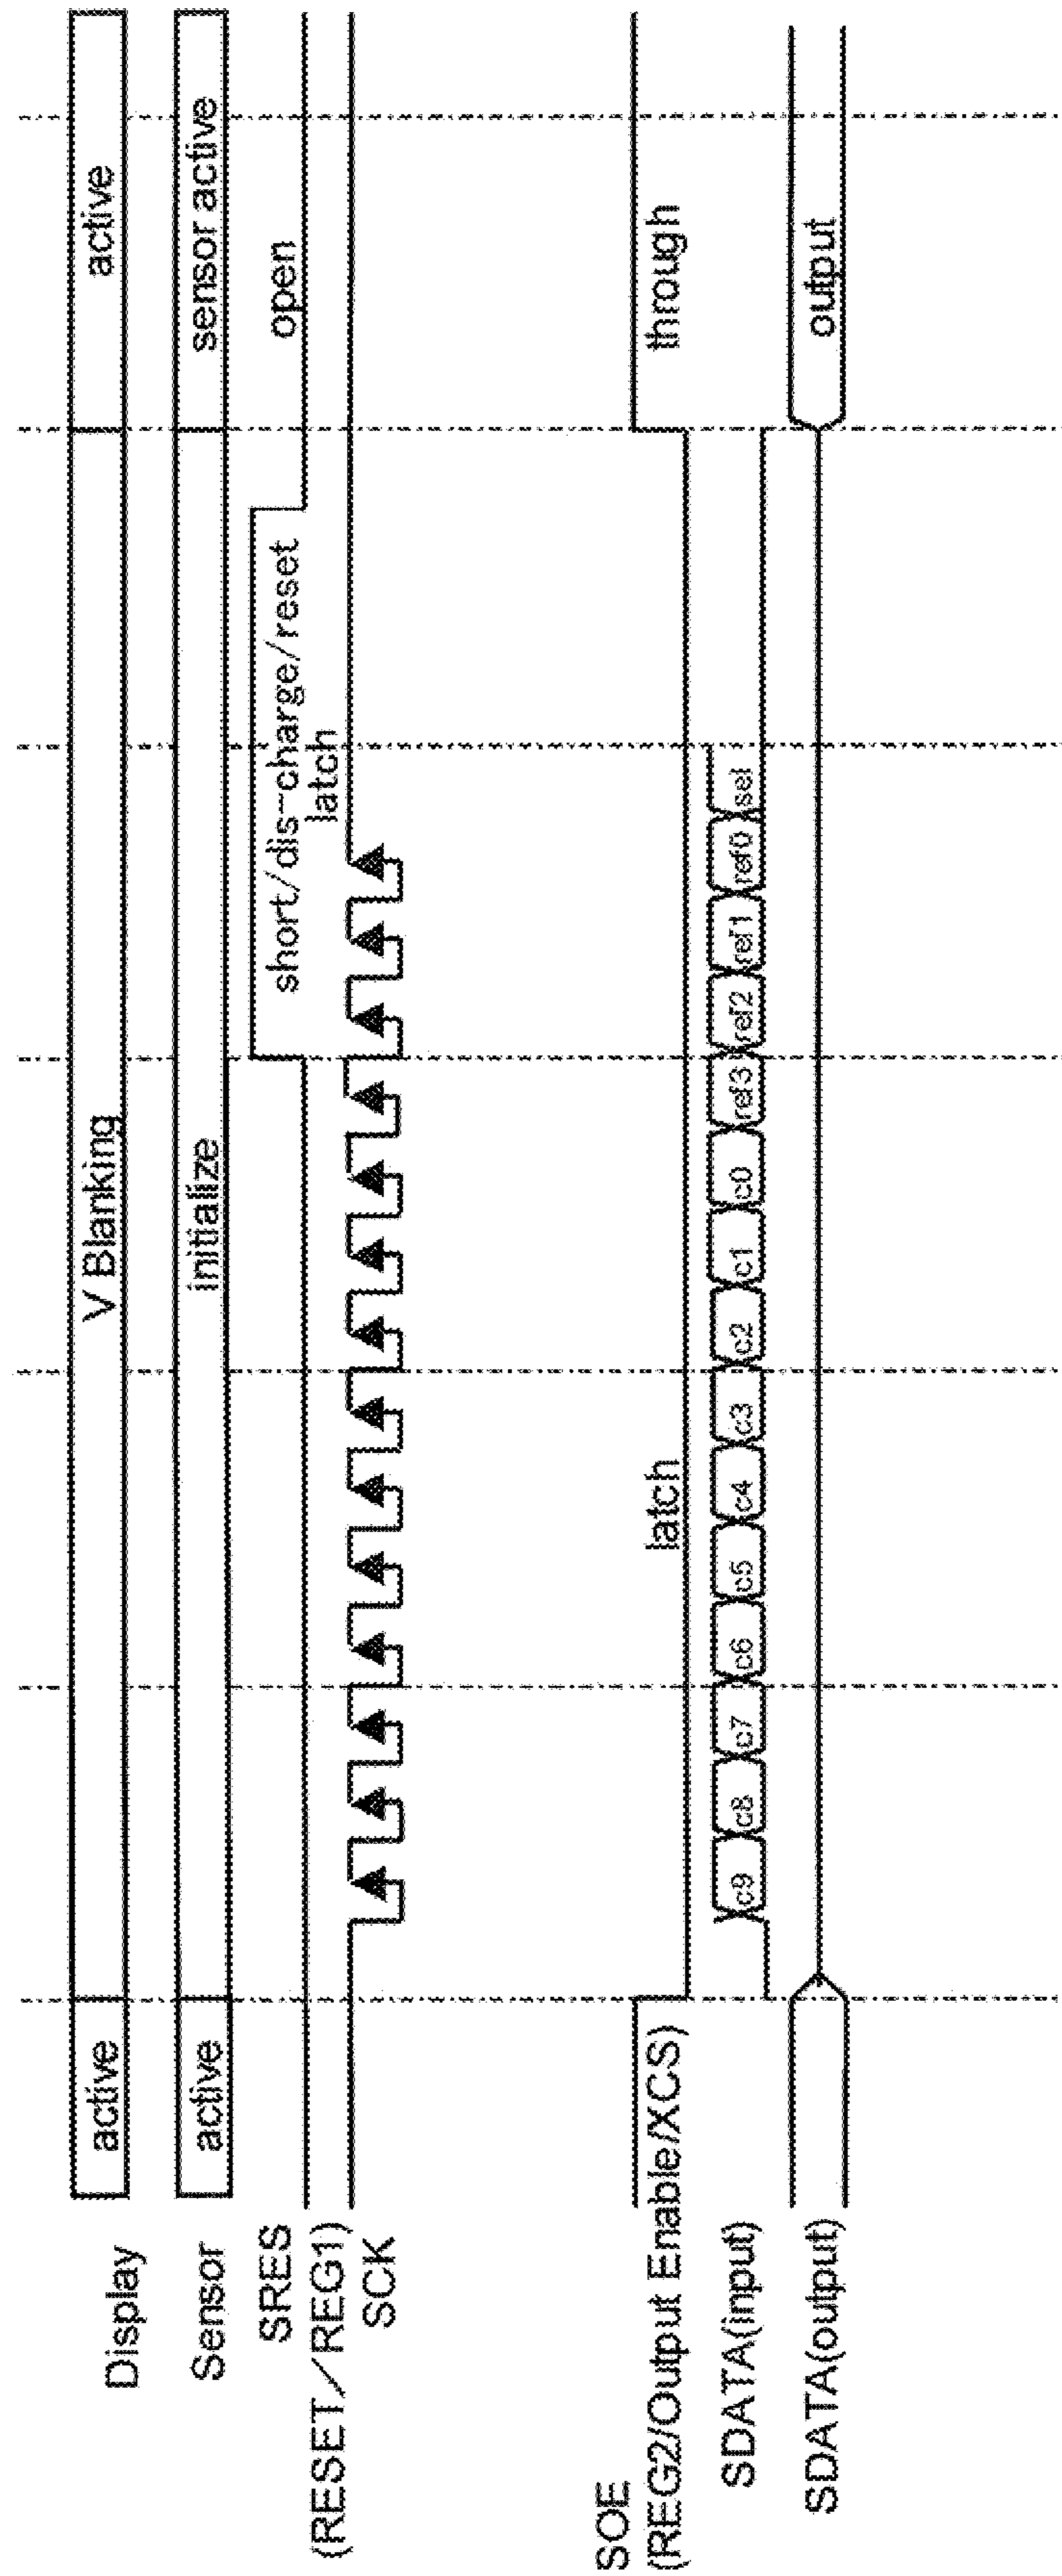 Display
active
V Blanking
active
Sensor
active
initialize
sensor active
SRES
(RESET/REG1)
short/dis-charge/reset
open
latch
SCK
SOE
(REG2/Output Enable/XCS)
latch
through
SDATA(input)
c9 c8 c7 c6 c5 c4 c3 c2 c1 c0 ref3 ref2 ref1 ref0 sel
SDATA(output)
output